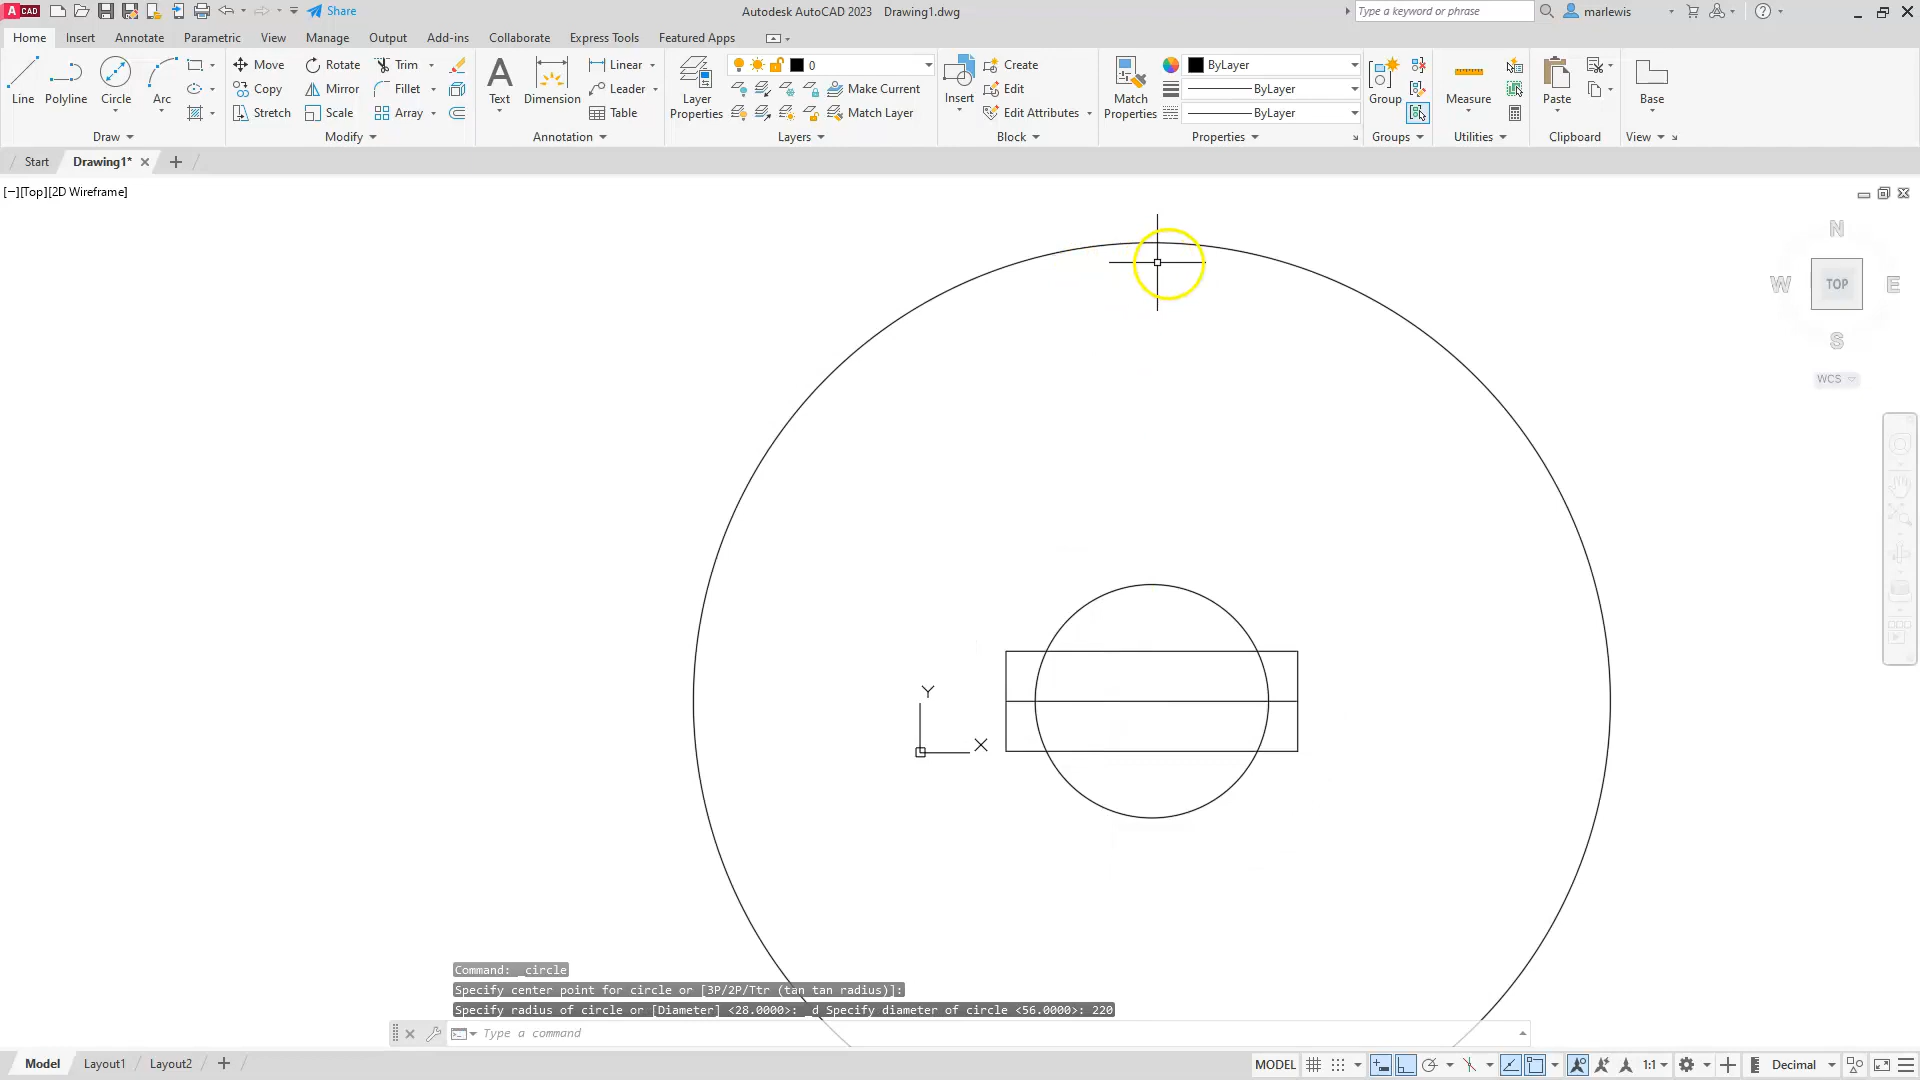 A CAD Share Autodesk AutoCAD 2023 Drawing1.dwg Type a keyword or phrase marlewis
Home Insert Annotate Parametric View Manage Output Add-ins Collaborate Express Tools Featured Apps
Line Polyline Circle Arc
Move Rotate Trim
Copy Mirror Fillet
Stretch Scale Array
Text Dimension
Linear
Leader
Table
Layer Properties
0
Make Current
Match Layer
Insert
Create
Edit
Edit Attributes
Match Properties
ByLayer
ByLayer
ByLayer
Group
Measure
Paste
Base
Draw Modify Annotation Layers Block Properties Groups Utilities Clipboard View
Start Drawing1*
[−][Top][2D Wireframe]
N
W TOP E
S
WCS
Y
X
Command: _circle
Specify center point for circle or [3P/2P/Ttr (tan tan radius)]:
Specify radius of circle or [Diameter] <28.0000>: _d Specify diameter of circle <56.0000>: 220
Type a command
Model Layout1 Layout2 MODEL 1:1 Decimal